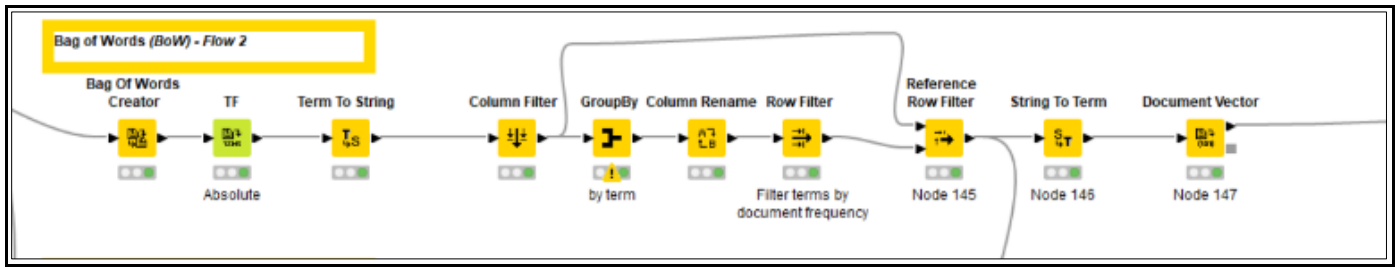 Bag of Words (BoW) - Flow 2
Bag Of Words
Creator
TF
Term To String
Column Filter
GroupBy
Column Rename
Row Filter
Reference
Row Filter
String To Term
Document Vector
Absolute
by term
Filter terms by
document frequency
Node 145
Node 146
Node 147